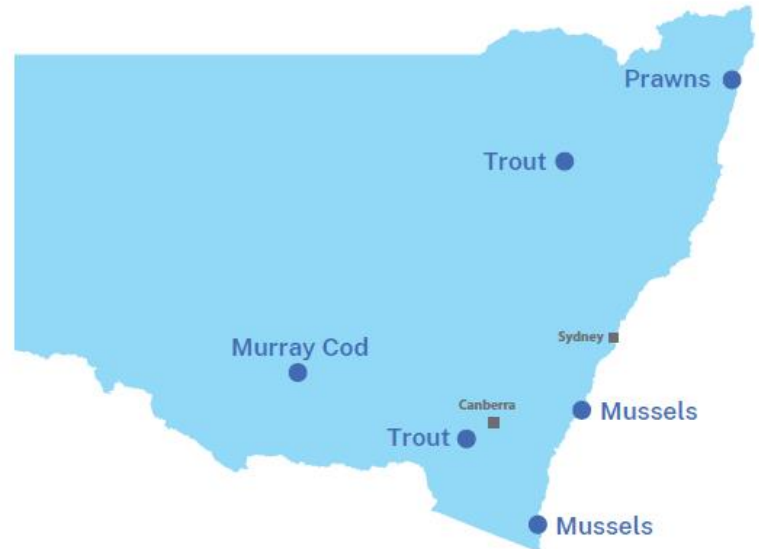 Prawns
Trout
Sydney
Murray Cod
Canberra
Mussels
Trout
Mussels